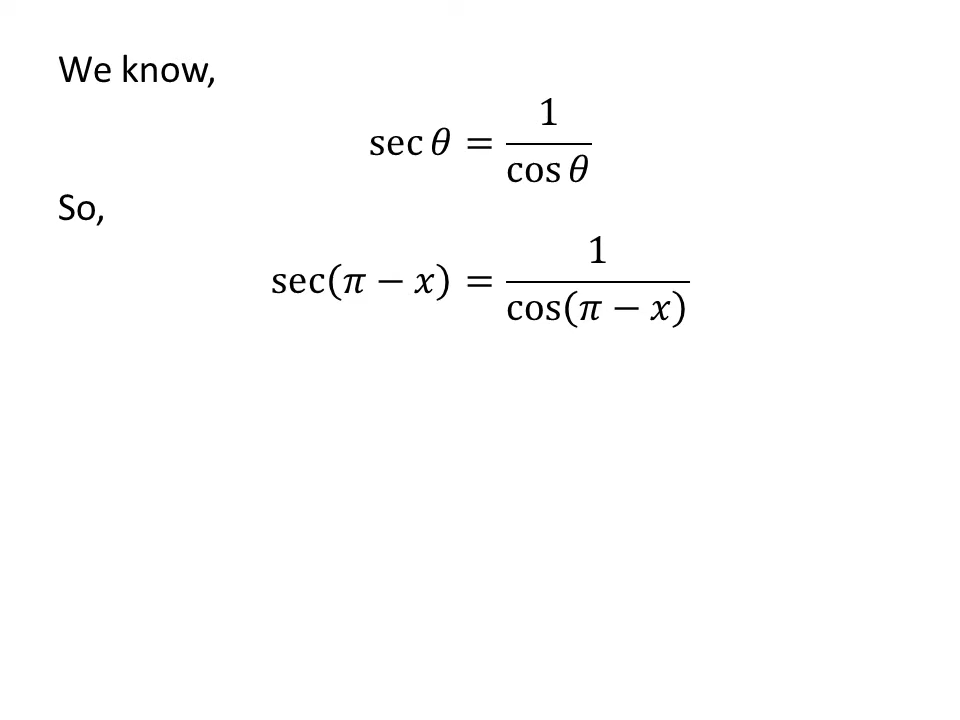 We know,
sec θ = 1/cos θ
So,
sec(π − x) = 1/cos(π − x)